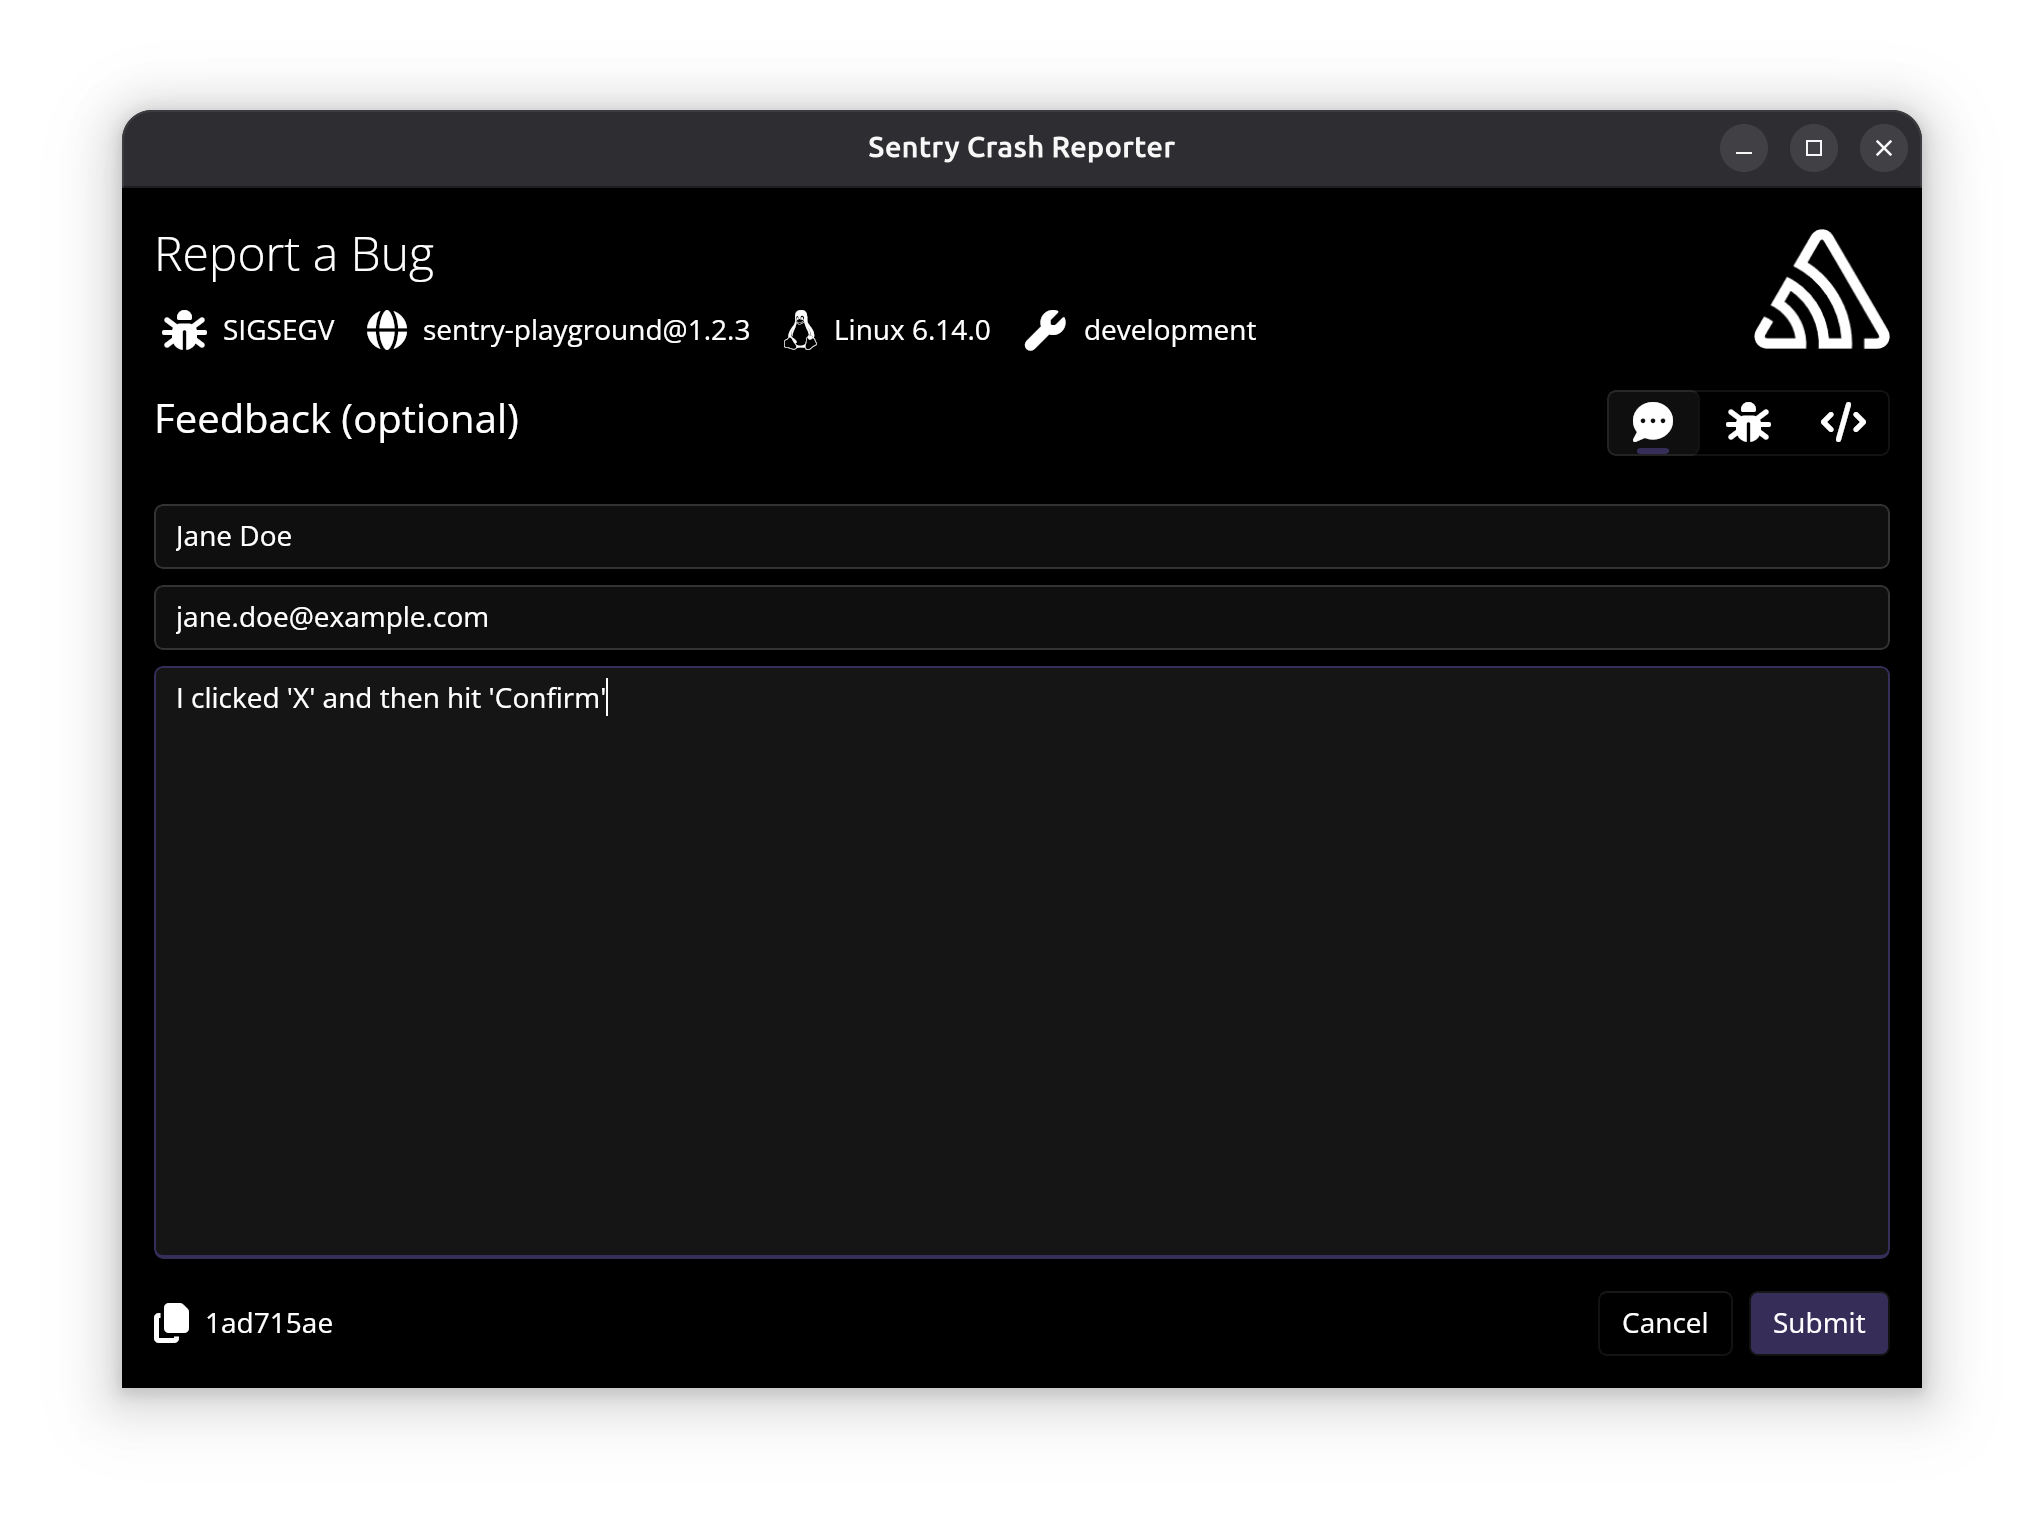 Sentry Crash Reporter
Report a Bug
SIGSEGV sentry-playground@1.2.3 Linux 6.14.0 development
Feedback (optional)
Jane Doe
jane.doe@example.com
I clicked 'X' and then hit 'Confirm'
1ad715ae Cancel Submit